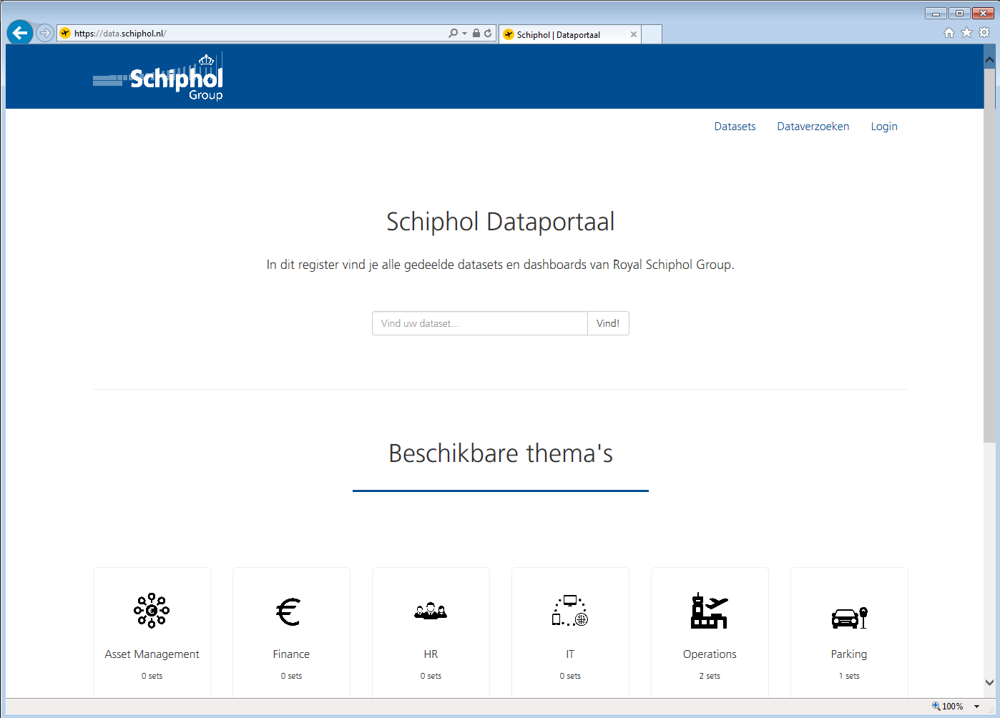 https://data.schiphol.nl/
Schiphol | Dataportaal
Schiphol
Group
Datasets Dataverzoeken Login
Schiphol Dataportaal
In dit register vind je alle gedeelde datasets en dashboards van Royal Schiphol Group.
Vind uw dataset... Vind!
Beschikbare thema's
Asset Management Finance HR IT Operations Parking
0 sets 0 sets 0 sets 0 sets 2 sets 1 sets
100%